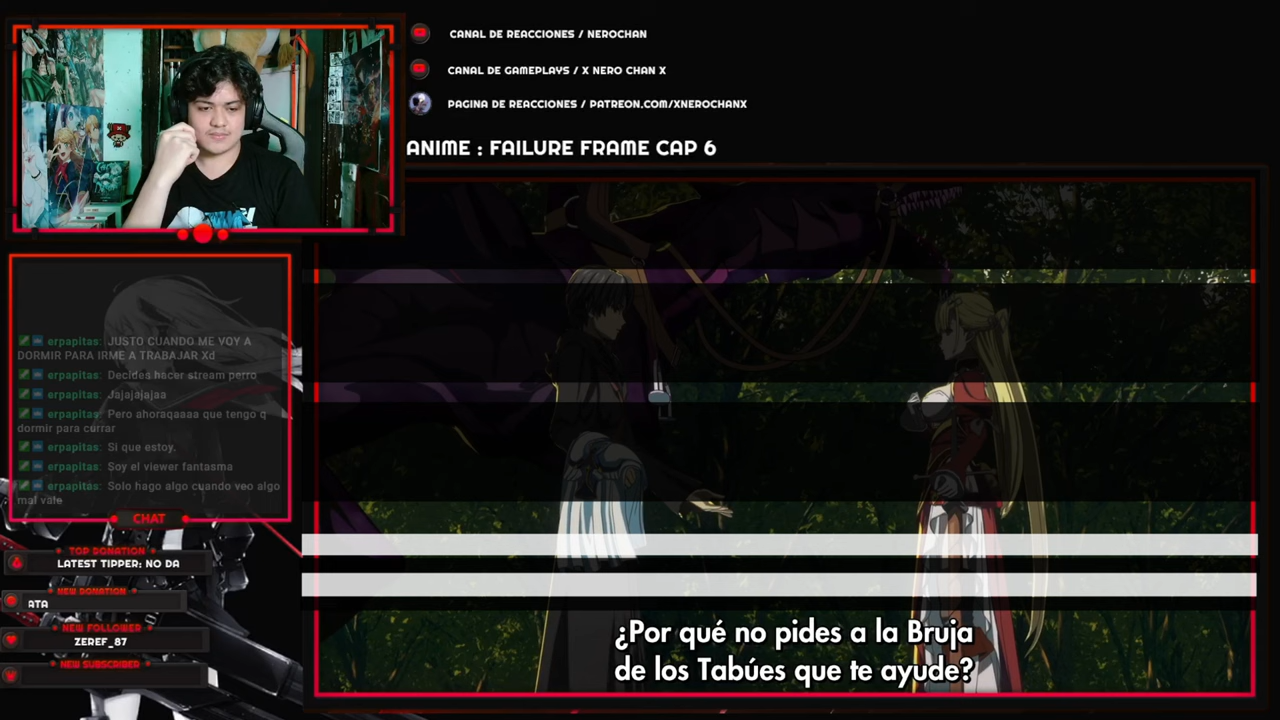 CANAL DE REACCIONES / NEROCHAN
CANAL DE GAMEPLAYS / X NERO CHAN X
PAGINA DE REACCIONES / PATREON.COM/XNEROCHANX
ANIME : FAILURE FRAME CAP 6
erpapitas: JUSTO CUANDO ME VOY A
DORMIR PARA IRME A TRABAJAR Xd
erpapitas: Decides hacer stream perro
erpapitas: Jajajajajaa
erpapitas: Pero ahoraqaaaa que tengo q
dormir para currar
erpapitas: Si que estoy.
erpapitas: Soy el viewer fantasma
erpapitas: Solo hago algo cuando veo algo
mal vale
CHAT
TOP DONATION
LATEST TIPPER: NO DA
NEW DONATION
ATA
NEW FOLLOWER
ZEREF_87
NEW SUBSCRIBER
¿Por qué no pides a la Bruja
de los Tabúes que te ayude?